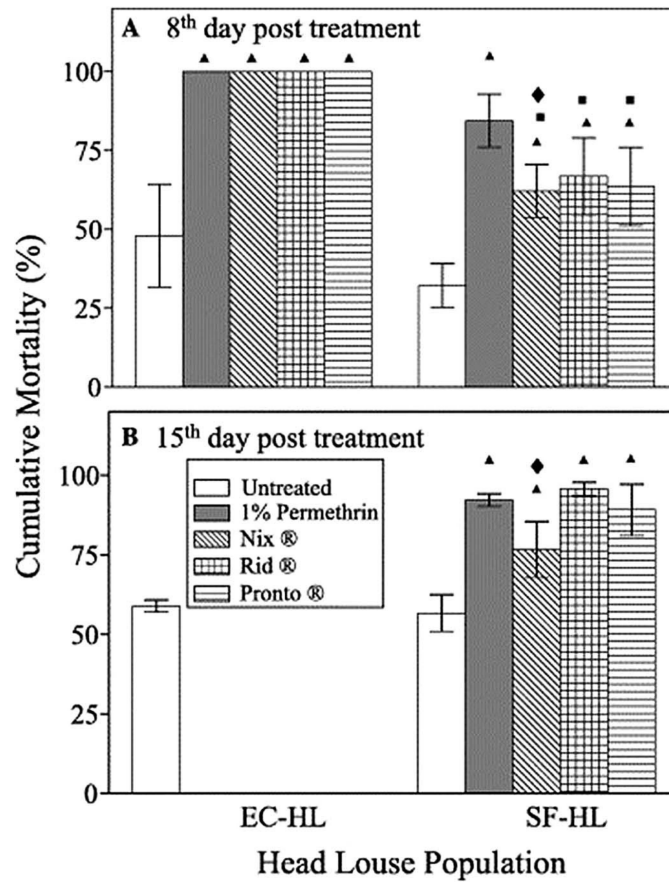 A 8th day post treatment
100
75
50
25
0
B 15th day post treatment
100
75
50
25
0
Untreated
1% Permethrin
Nix ®
Rid ®
Pronto ®
Cumulative Mortality (%)
EC-HL SF-HL
Head Louse Population